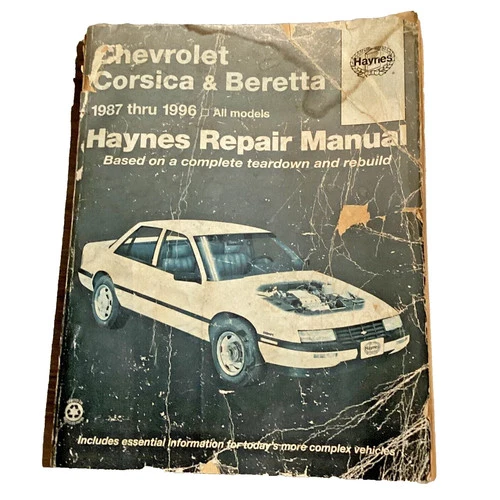 Chevrolet
Corsica & Beretta
Haynes
1987 thru 1996 □ All models
Haynes Repair Manual
Based on a complete teardown and rebuild
Haynes
Includes essential information for today's more complex vehicles